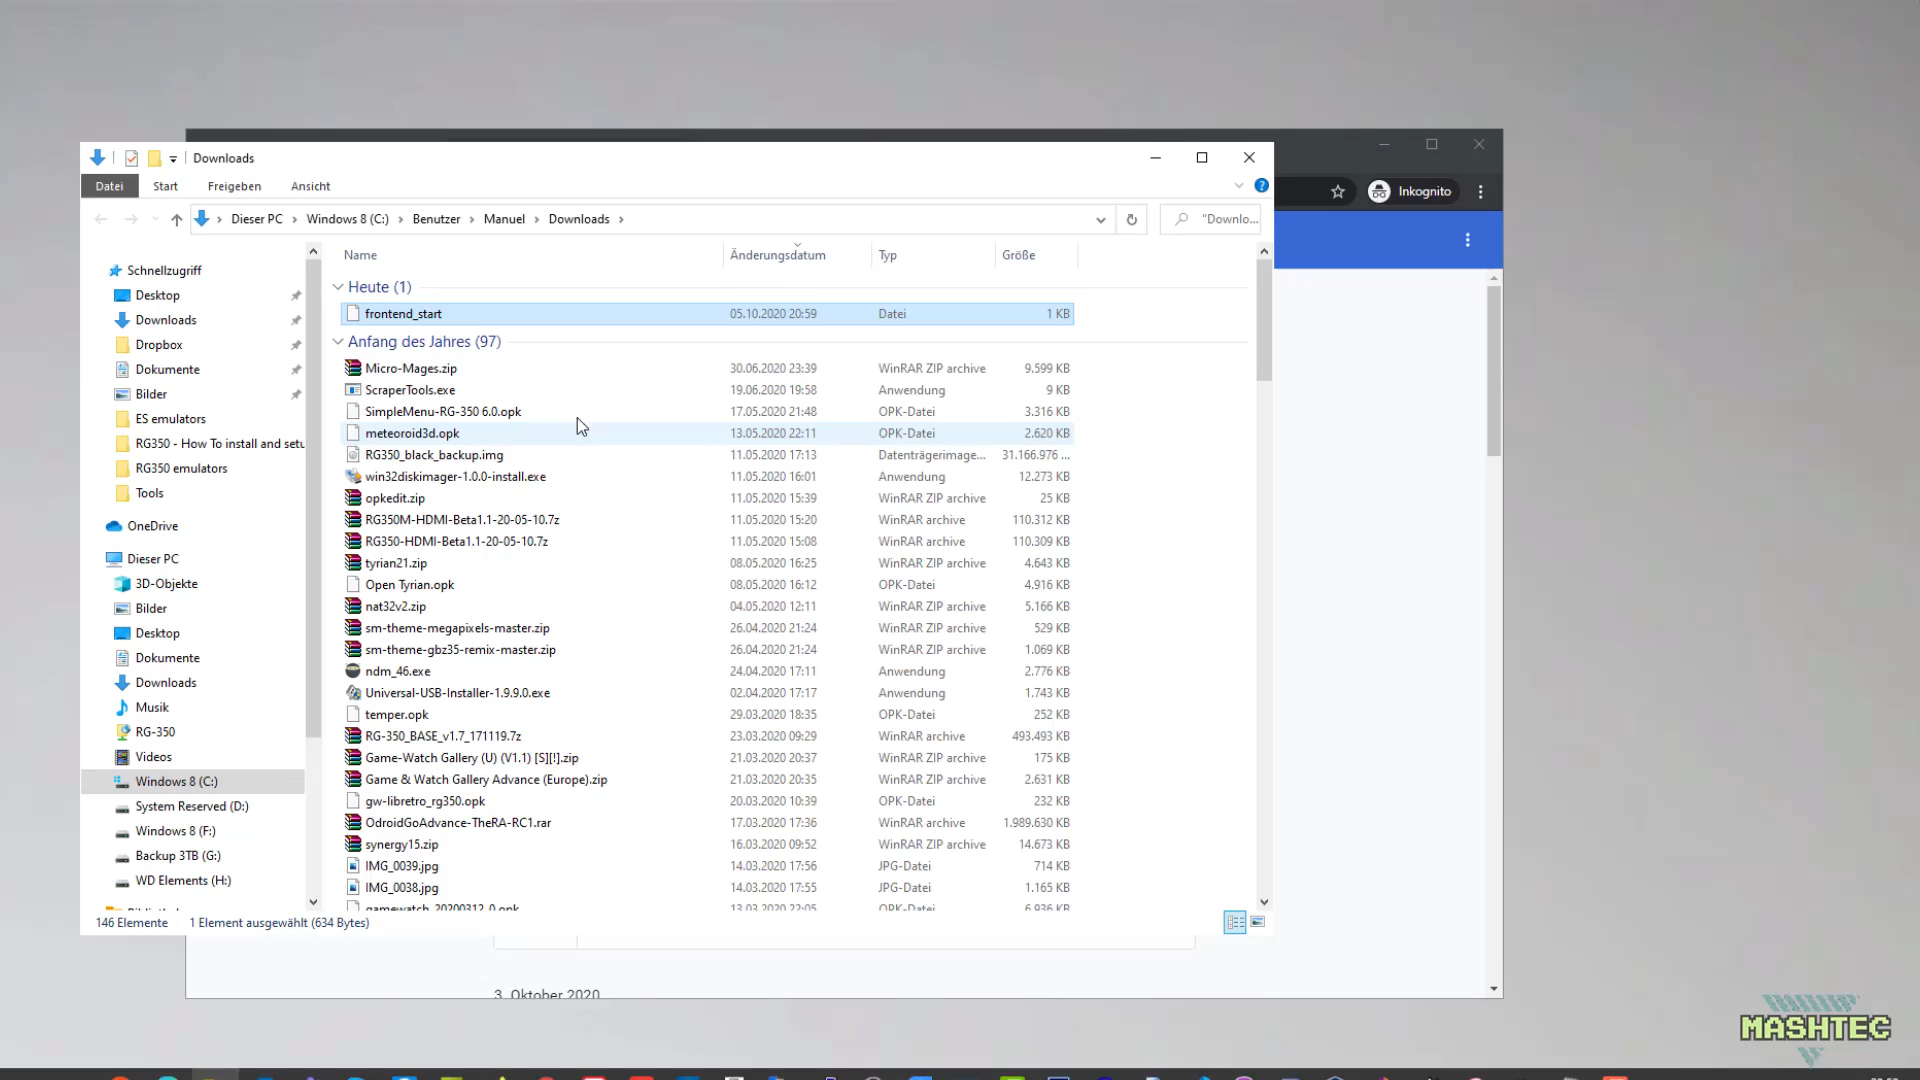 Downloads
Datei Start Freigeben Ansicht
Inkognito
Dieser PC > Windows 8 (C:) > Benutzer > Manuel > Downloads >
"Downlo...
Name Änderungsdatum Typ Größe
Schnellzugriff
Desktop
Downloads
Dropbox
Dokumente
Bilder
ES emulators
RG350 - How To install and setu
RG350 emulators
Tools
OneDrive
Dieser PC
3D-Objekte
Bilder
Desktop
Dokumente
Downloads
Musik
RG-350
Videos
Windows 8 (C:)
System Reserved (D:)
Windows 8 (F:)
Backup 3TB (G:)
WD Elements (H:)
Heute (1)
frontend_start 05.10.2020 20:59 Datei 1 KB
Anfang des Jahres (97)
Micro-Mages.zip 30.06.2020 23:39 WinRAR ZIP archive 9.599 KB
ScraperTools.exe 19.06.2020 19:58 Anwendung 9 KB
SimpleMenu-RG-350 6.0.opk 17.05.2020 21:48 OPK-Datei 3.316 KB
meteoroid3d.opk 13.05.2020 22:11 OPK-Datei 2.620 KB
RG350_black_backup.img 11.05.2020 17:13 Datenträgerimage... 31.166.976 ...
win32diskimager-1.0.0-install.exe 11.05.2020 16:01 Anwendung 12.273 KB
opkedit.zip 11.05.2020 15:39 WinRAR ZIP archive 25 KB
RG350M-HDMI-Beta1.1-20-05-10.7z 11.05.2020 15:20 WinRAR archive 110.312 KB
RG350-HDMI-Beta1.1-20-05-10.7z 11.05.2020 15:08 WinRAR archive 110.309 KB
tyrian21.zip 08.05.2020 16:25 WinRAR ZIP archive 4.643 KB
Open Tyrian.opk 08.05.2020 16:12 OPK-Datei 4.916 KB
nat32v2.zip 04.05.2020 12:11 WinRAR ZIP archive 5.166 KB
sm-theme-megapixels-master.zip 26.04.2020 21:24 WinRAR ZIP archive 529 KB
sm-theme-gbz35-remix-master.zip 26.04.2020 21:24 WinRAR ZIP archive 1.069 KB
ndm_46.exe 24.04.2020 17:11 Anwendung 2.776 KB
Universal-USB-Installer-1.9.9.0.exe 02.04.2020 17:17 Anwendung 1.743 KB
temper.opk 29.03.2020 18:35 OPK-Datei 252 KB
RG-350_BASE_v1.7_171119.7z 23.03.2020 09:29 WinRAR archive 493.493 KB
Game-Watch Gallery (U) (V1.1) [S][!].zip 21.03.2020 20:37 WinRAR ZIP archive 175 KB
Game & Watch Gallery Advance (Europe).zip 21.03.2020 20:35 WinRAR ZIP archive 2.631 KB
gw-libretro_rg350.opk 20.03.2020 10:39 OPK-Datei 232 KB
OdroidGoAdvance-TheRA-RC1.rar 17.03.2020 17:36 WinRAR archive 1.989.630 KB
synergy15.zip 16.03.2020 09:52 WinRAR ZIP archive 14.673 KB
IMG_0039.jpg 14.03.2020 17:56 JPG-Datei 714 KB
IMG_0038.jpg 14.03.2020 17:55 JPG-Datei 1.165 KB
gamewatch_20200312_0.opk 13.03.2020 22:05 OPK-Datei 6.936 KB
146 Elemente 1 Element ausgewählt (634 Bytes)
3. Oktober 2020
MASHTEC